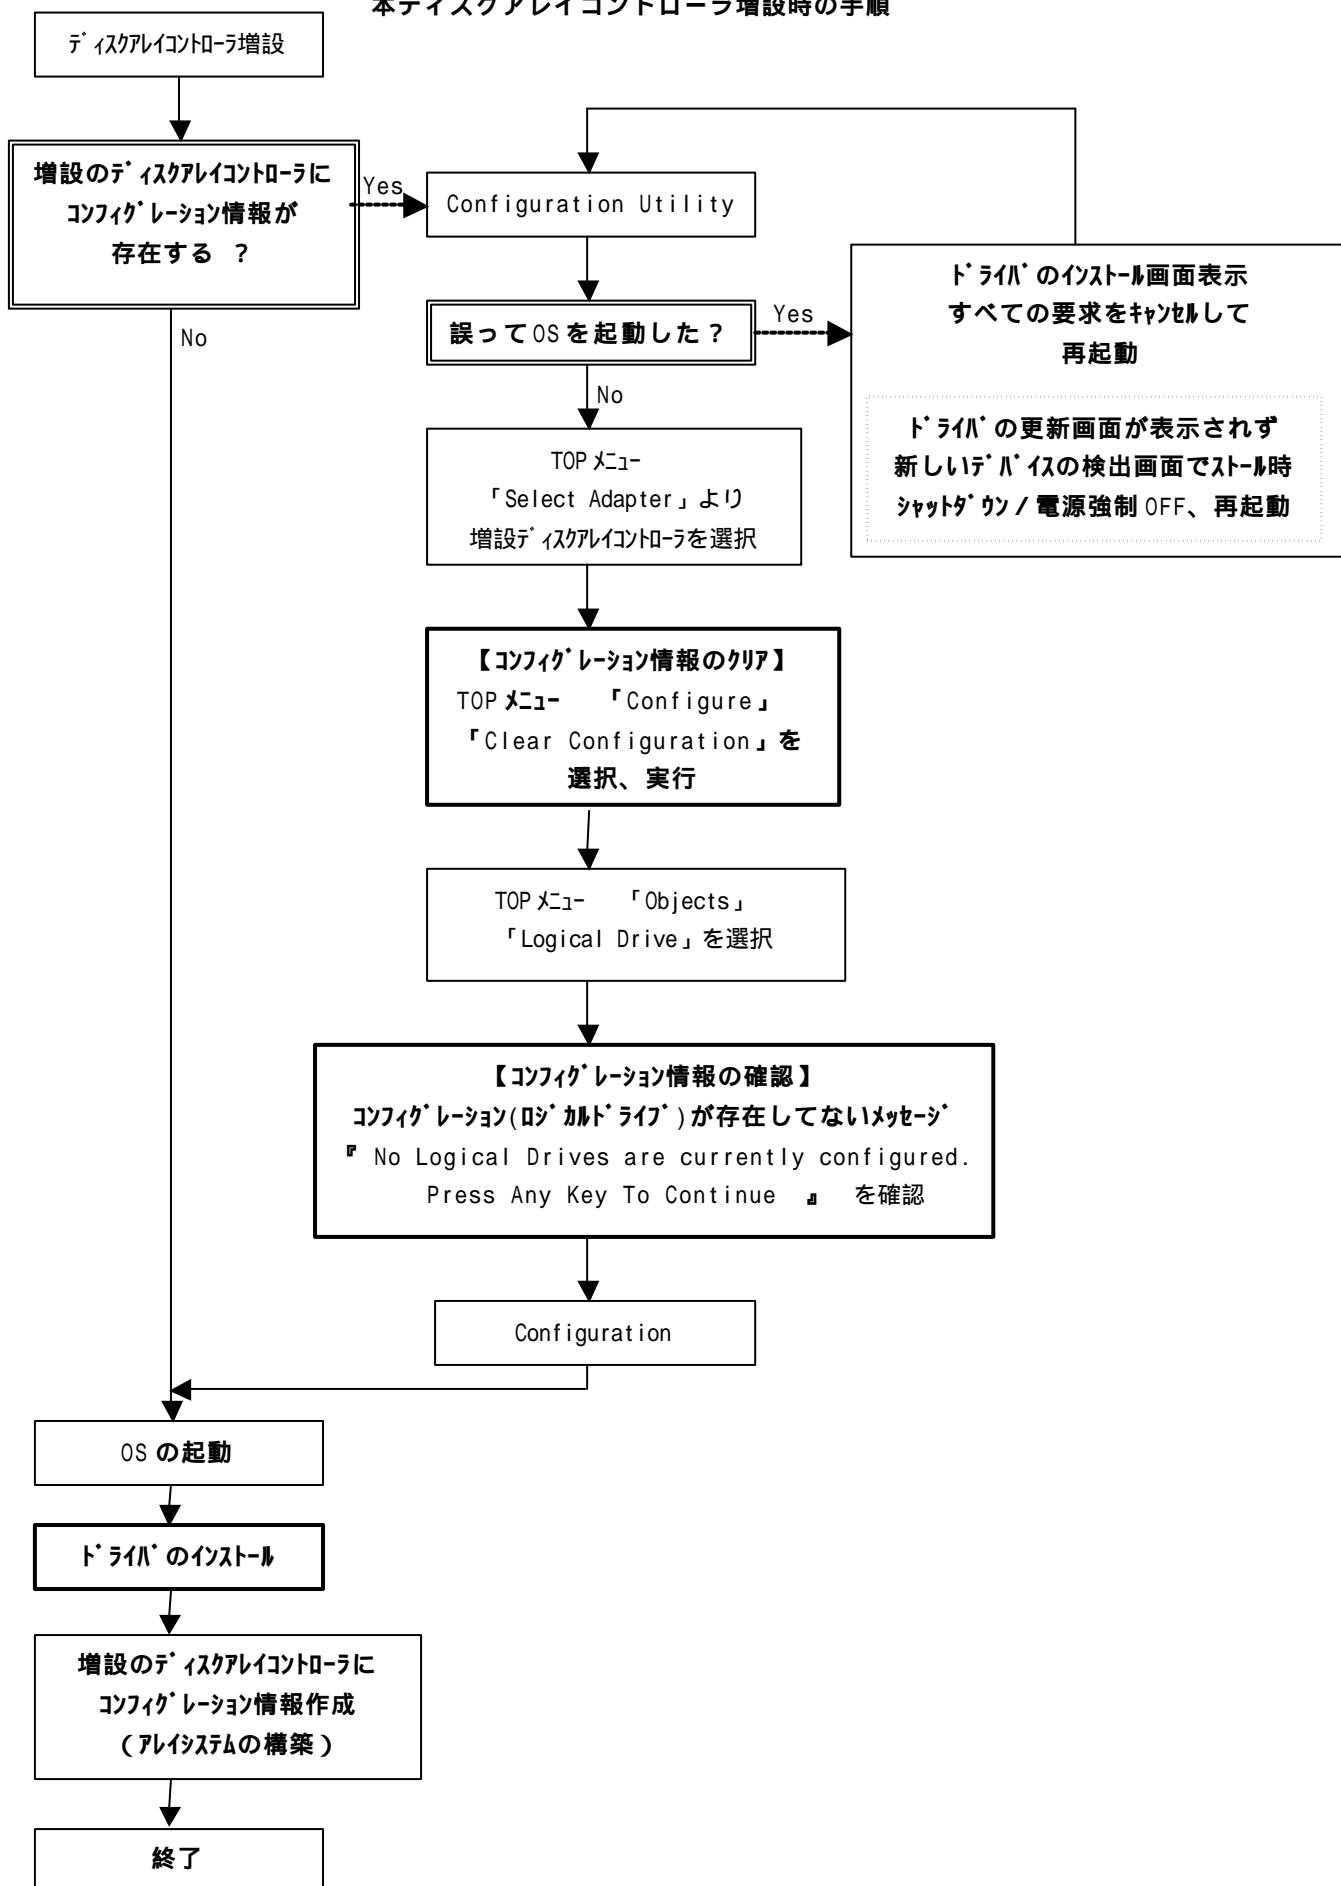 本ディスクアレイコントローラ増設時の手順
ﾃﾞｨｽｸｱﾚｲｺﾝﾄﾛｰﾗ増設
増設のﾃﾞｨｽｸｱﾚｲｺﾝﾄﾛｰﾗに
ｺﾝﾌｨｸﾞﾚｰｼｮﾝ情報が
存在する ?
Yes
No
Configuration Utility
誤ってOSを起動した?
Yes
No
ﾄﾞﾗｲﾊﾞのｲﾝｽﾄｰﾙ画面表示
すべての要求をｷｬﾝｾﾙして
再起動
ﾄﾞﾗｲﾊﾞの更新画面が表示されず
新しいﾃﾞﾊﾞｲｽの検出画面でｽﾄｰﾙ時
ｼｬｯﾄﾀﾞｳﾝ/電源強制OFF、再起動
TOPﾒﾆｭｰ
「Select Adapter」より
増設ﾃﾞｨｽｸｱﾚｲｺﾝﾄﾛｰﾗを選択
【ｺﾝﾌｨｸﾞﾚｰｼｮﾝ情報のｸﾘｱ】
TOPﾒﾆｭｰ 「Configure」
「Clear Configuration」を
選択、実行
TOPﾒﾆｭｰ 「Objects」
「Logical Drive」を選択
【ｺﾝﾌｨｸﾞﾚｰｼｮﾝ情報の確認】
ｺﾝﾌｨｸﾞﾚｰｼｮﾝ(ﾛｼﾞｶﾙﾄﾞﾗｲﾌﾞ)が存在してないﾒｯｾｰｼﾞ
『 No Logical Drives are currently configured.
Press Any Key To Continue 』 を確認
Configuration
OSの起動
ﾄﾞﾗｲﾊﾞのｲﾝｽﾄｰﾙ
増設のﾃﾞｨｽｸｱﾚｲｺﾝﾄﾛｰﾗに
ｺﾝﾌｨｸﾞﾚｰｼｮﾝ情報作成
(ｱﾚｲｼｽﾃﾑの構築)
終了